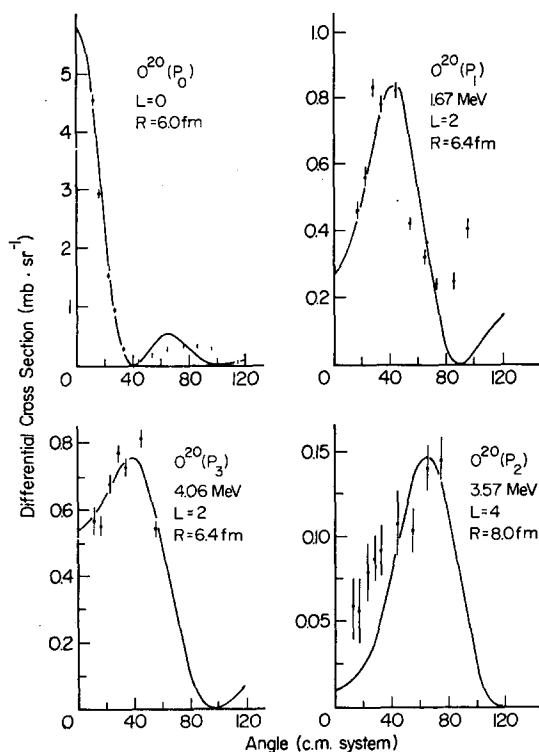 Differential Cross Section (mb · sr⁻¹)
O²⁰(P₀)
L=0
R=6.0fm
5
4
3
2
1
0
0 40 80 120
O²⁰(P₁)
1.67 MeV
L=2
R=6.4fm
1.0
0.8
0.6
0.4
0.2
0 40 80 120
O²⁰(P₃)
4.06 MeV
L=2
R=6.4fm
0.8
0.6
0.4
0.2
0
0 40 80 120
O²⁰(P₂)
3.57 MeV
L=4
R=8.0fm
0.15
0.10
0.05
0 40 80 120
Angle (c.m. system)